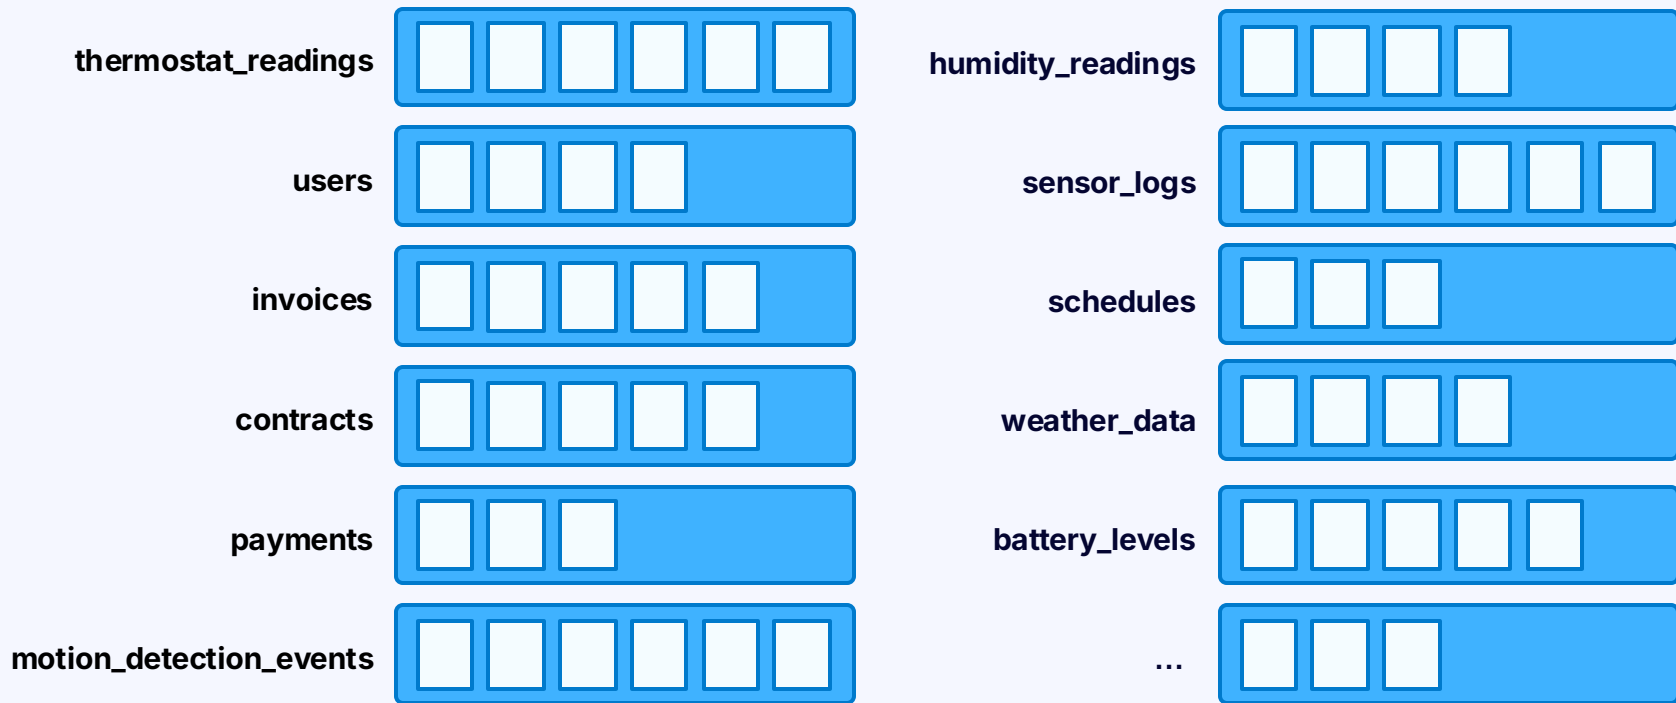 thermostat_readings
users
invoices
contracts
payments
motion_detection_events
humidity_readings
sensor_logs
schedules
weather_data
battery_levels
...